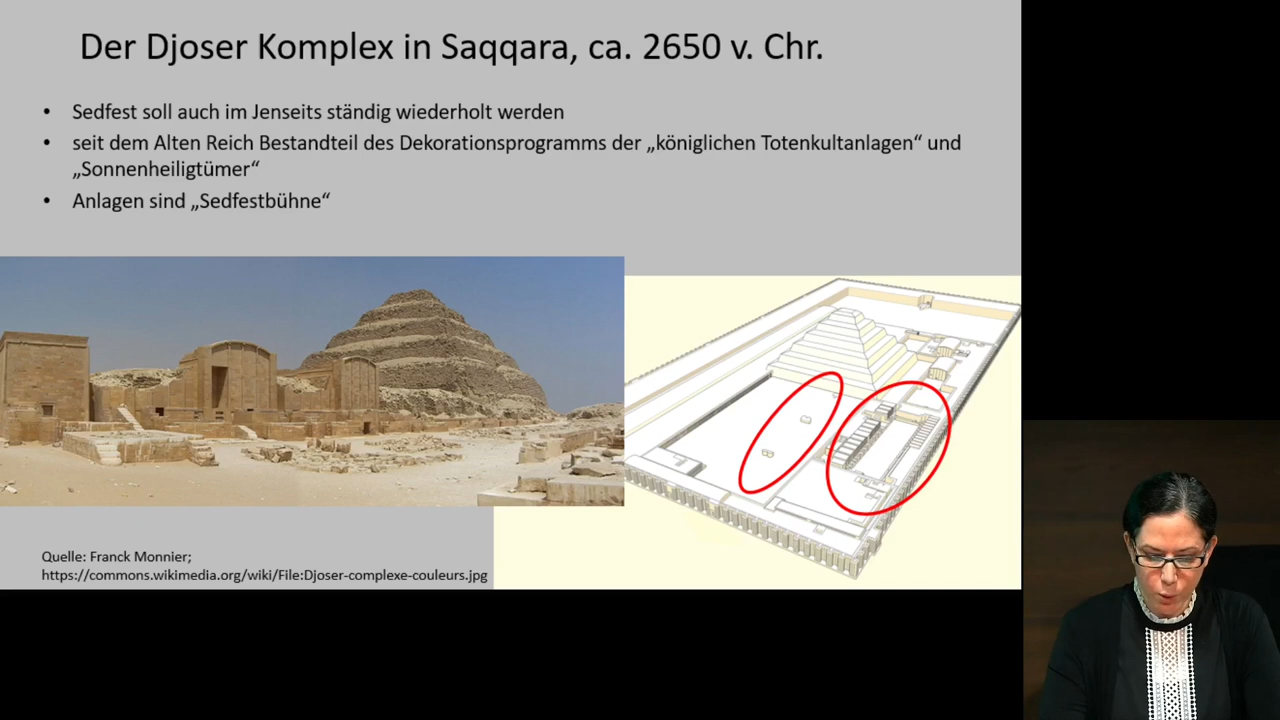 Der Djoser Komplex in Saqqara, ca. 2650 v. Chr.
• Sedfest soll auch im Jenseits ständig wiederholt werden
• seit dem Alten Reich Bestandteil des Dekorationsprogramms der „königlichen Totenkultanlagen“ und
„Sonnenheiligtümer“
• Anlagen sind „Sedfestbühne“
Quelle: Franck Monnier;
https://commons.wikimedia.org/wiki/File:Djoser-complexe-couleurs.jpg